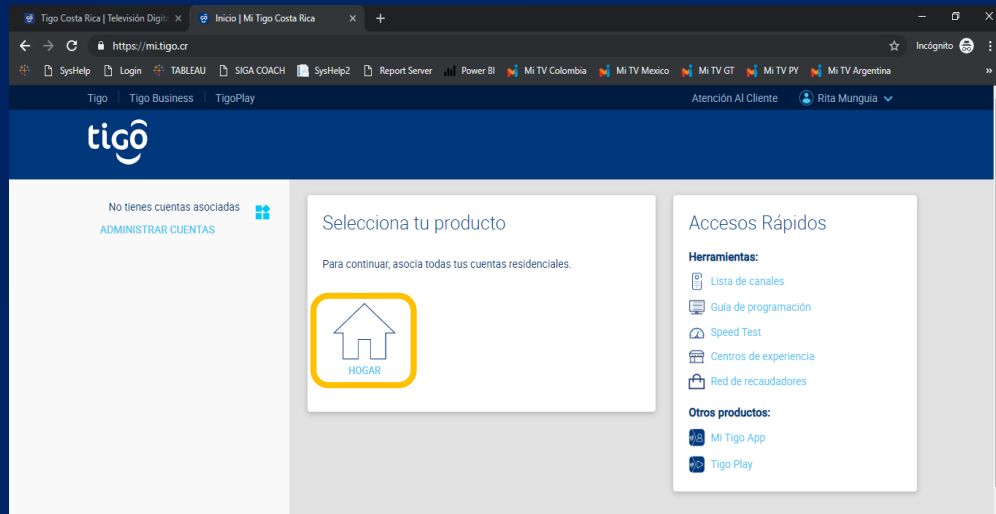 Tigo Costa Rica | Televisión Digit
Inicio | Mi Tigo Costa Rica
https://mi.tigo.cr
Incógnito
SysHelp
Login
TABLEAU
SIGA COACH
SysHelp2
Report Server
Power BI
Mi TV Colombia
Mi TV Mexico
Mi TV GT
Mi TV PY
Mi TV Argentina
»
Tigo
Tigo Business
TigoPlay
Atención Al Cliente
Rita Munguia
tigô
No tienes cuentas asociadas
ADMINISTRAR CUENTAS
Selecciona tu producto
Para continuar, asocia todas tus cuentas residenciales.
HOGAR
Accesos Rápidos
Herramientas:
Lista de canales
Guía de programación
Speed Test
Centros de experiencia
Red de recaudadores
Otros productos:
Mi Tigo App
Tigo Play